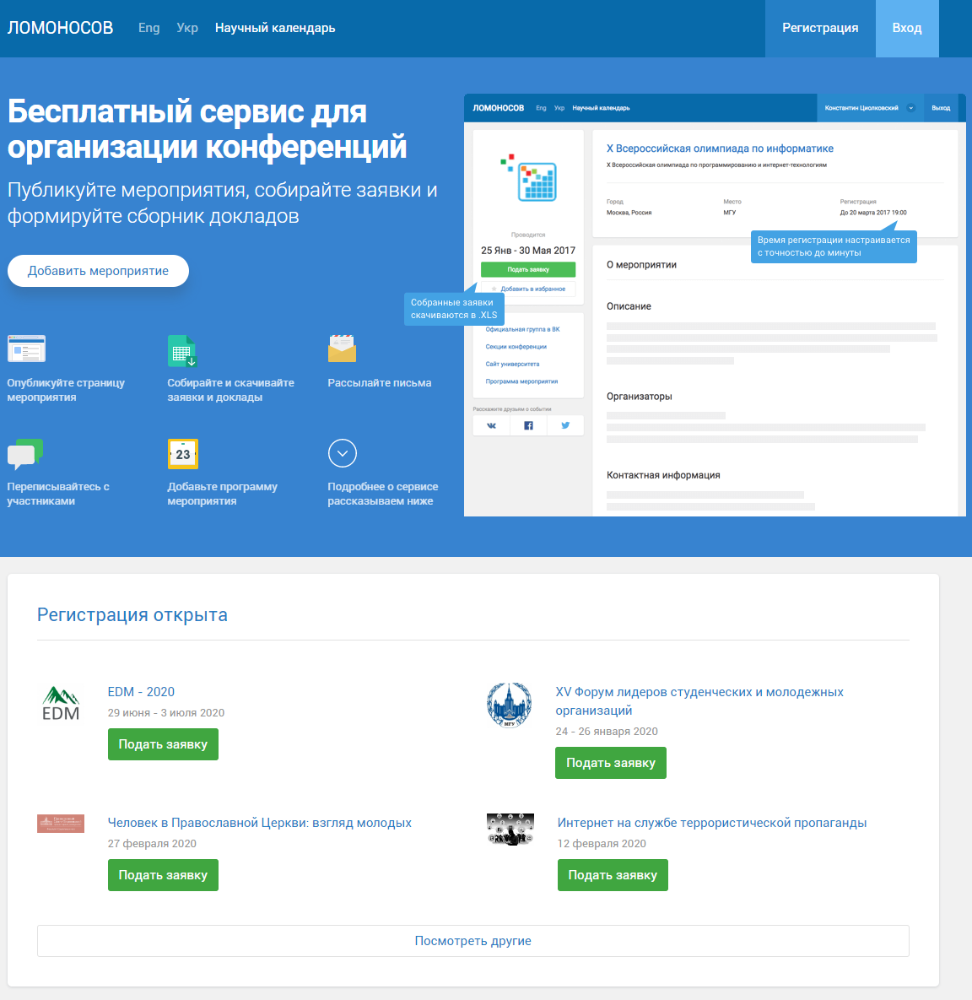 ЛОМОНОСОВ Eng Укр Научный календарь Регистрация Вход
Бесплатный сервис для
организации конференций
Публикуйте мероприятия, собирайте заявки и
формируйте сборник докладов
Добавить мероприятие
Опубликуйте страницу
мероприятия
Собирайте и скачивайте
заявки и доклады
Рассылайте письма
Переписывайтесь с
участниками
23
Добавьте программу
мероприятия
Подробнее о сервисе
рассказываем ниже
ЛОМОНОСОВ Eng Укр Научный календарь Константин Циолковский Выход
Проводится
25 Янв - 30 Мая 2017
Подать заявку
Добавить в избранное
Собранные заявки
скачиваются в .XLS
Официальная группа в ВК
Секции конференции
Сайт университета
Программа мероприятия
Расскажите друзьям о событии
X Всероссийская олимпиада по информатике
X Всероссийская олимпиада по программированию и интернет-технологиям
Город Место Регистрация
Москва, Россия МГУ До 20 марта 2017 19:00
Время регистрации настраивается
с точностью до минуты
О мероприятии
Описание
Организаторы
Контактная информация
Регистрация открыта
EDM
EDM - 2020
29 июня - 3 июля 2020
Подать заявку
МГУ
XV Форум лидеров студенческих и молодежных
организаций
24 - 26 января 2020
Подать заявку
Человек в Православной Церкви: взгляд молодых
27 февраля 2020
Подать заявку
Интернет на службе террористической пропаганды
12 февраля 2020
Подать заявку
Посмотреть другие